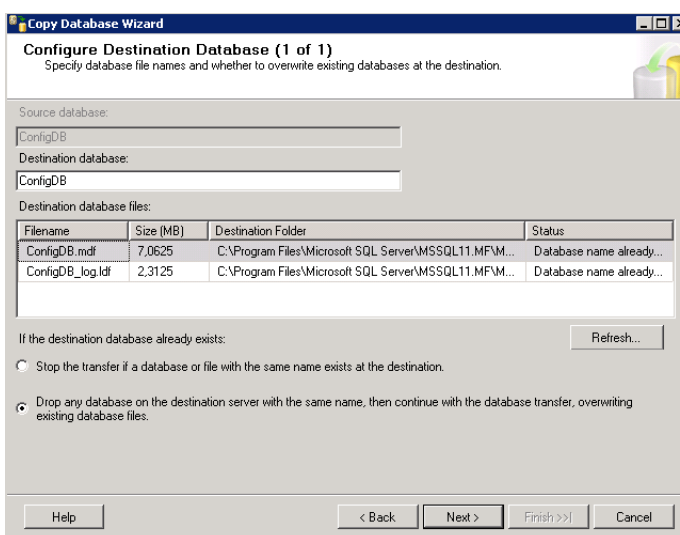 Copy Database Wizard
Configure Destination Database (1 of 1)
Specify database file names and whether to overwrite existing databases at the destination.
Source database:
ConfigDB
Destination database:
ConfigDB
Destination database files:
Filename Size (MB) Destination Folder Status
ConfigDB.mdf 7,0625 C:\Program Files\Microsoft SQL Server\MSSQL11.MF\M... Database name already...
ConfigDB_log.ldf 2,3125 C:\Program Files\Microsoft SQL Server\MSSQL11.MF\M... Database name already...
If the destination database already exists:
Refresh...
Stop the transfer if a database or file with the same name exists at the destination.
Drop any database on the destination server with the same name, then continue with the database transfer, overwriting
existing database files.
Help < Back Next > Finish >>| Cancel